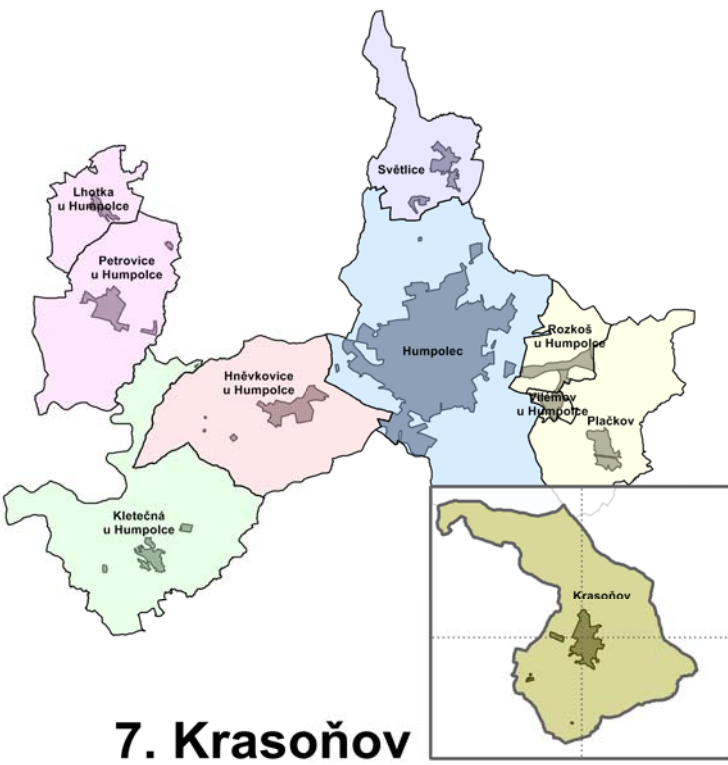 Světlice
Lhotka
u Humpolce
Petrovice
u Humpolce
Rozkoš
u Humpolce
Humpolec
Hněvkovice
u Humpolce
Vilémov
u Humpolce
Plačkov
Kletečná
u Humpolce
Krasoňov
7. Krasoňov